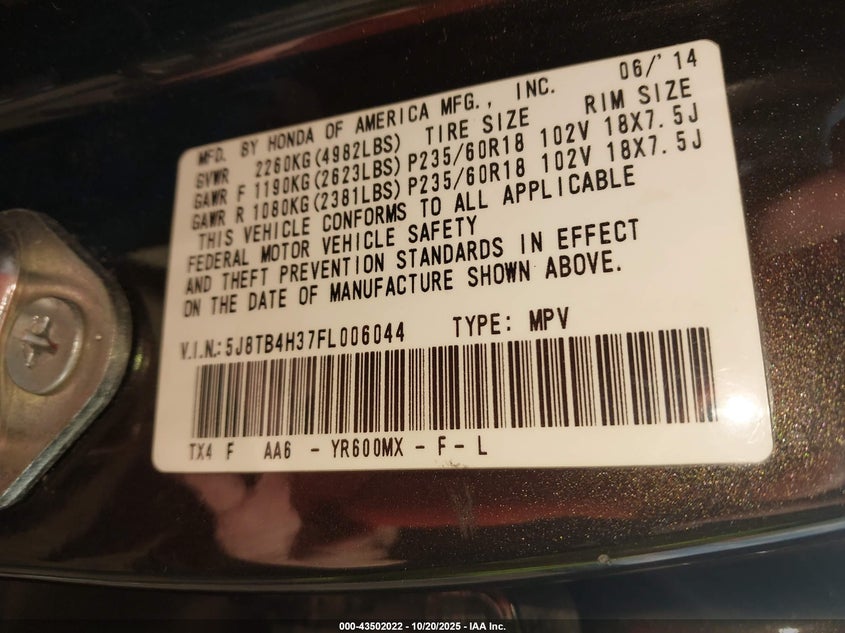 MFD. BY HONDA OF AMERICA MFG., INC. 06/'14
GVWR 2260KG(4982LBS) TIRE SIZE RIM SIZE
GAWR F 1190KG(2623LBS) P235/60R18 102V 18X7.5J
GAWR R 1080KG(2381LBS) P235/60R18 102V 18X7.5J
THIS VEHICLE CONFORMS TO ALL APPLICABLE
FEDERAL MOTOR VEHICLE SAFETY
AND THEFT PREVENTION STANDARDS IN EFFECT
ON THE DATE OF MANUFACTURE SHOWN ABOVE.
V.I.N.: 5J8TB4H37FL006044 TYPE: MPV
TX4 F AA6 - YR600MX - F - L
000-43502022 - 10/20/2025 - IAA Inc.